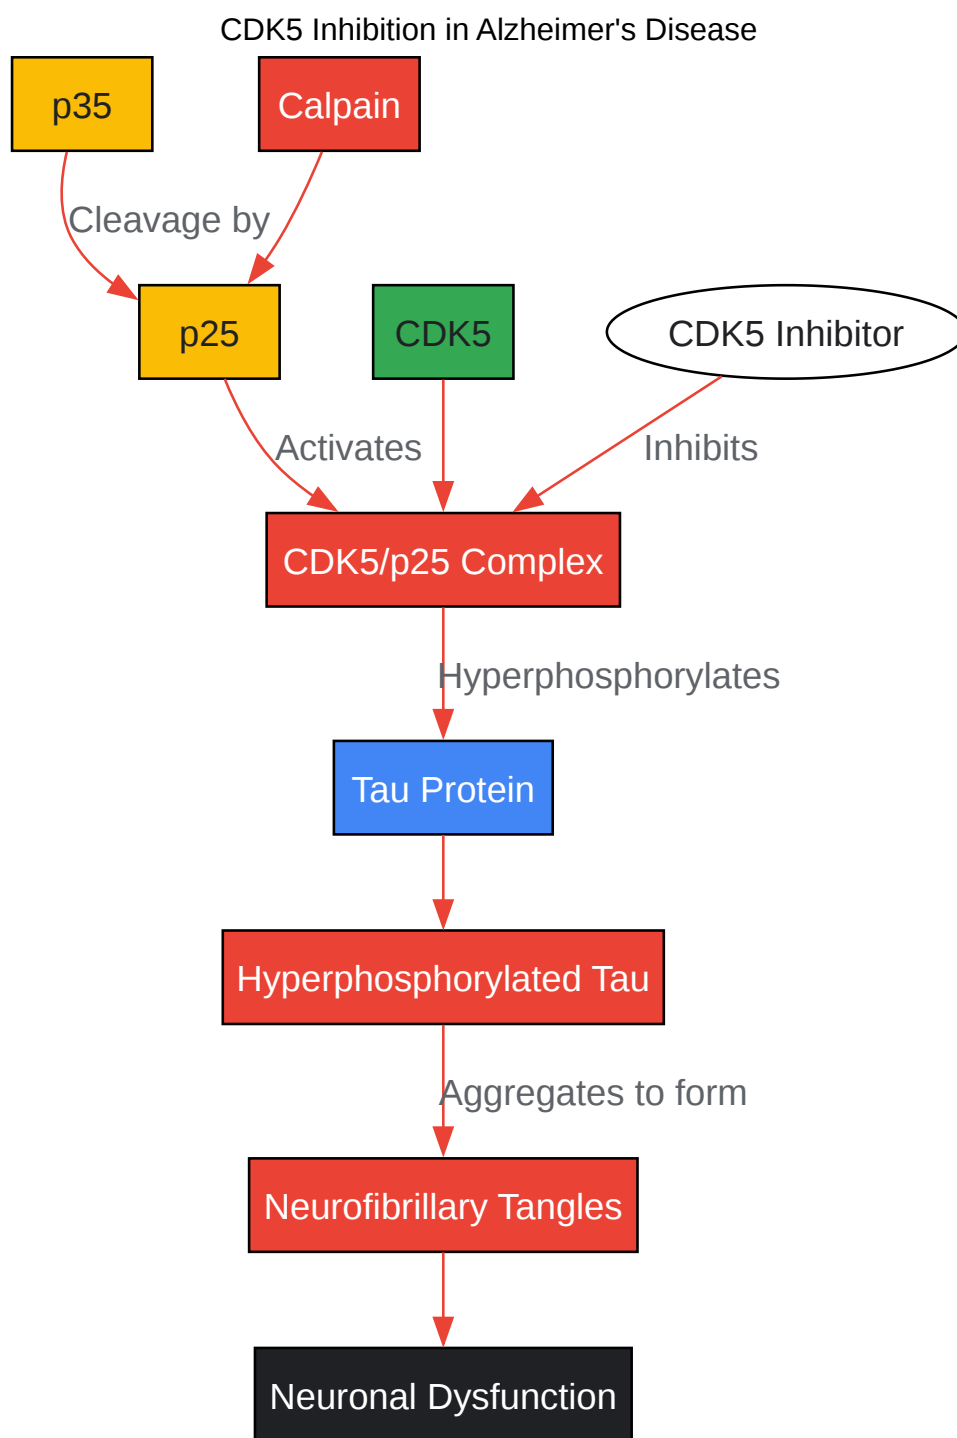 CDK5 Inhibition in Alzheimer's Disease
p35
Calpain
Cleavage by
p25
CDK5
CDK5 Inhibitor
Activates
Inhibits
CDK5/p25 Complex
Hyperphosphorylates
Tau Protein
Hyperphosphorylated Tau
Aggregates to form
Neurofibrillary Tangles
Neuronal Dysfunction